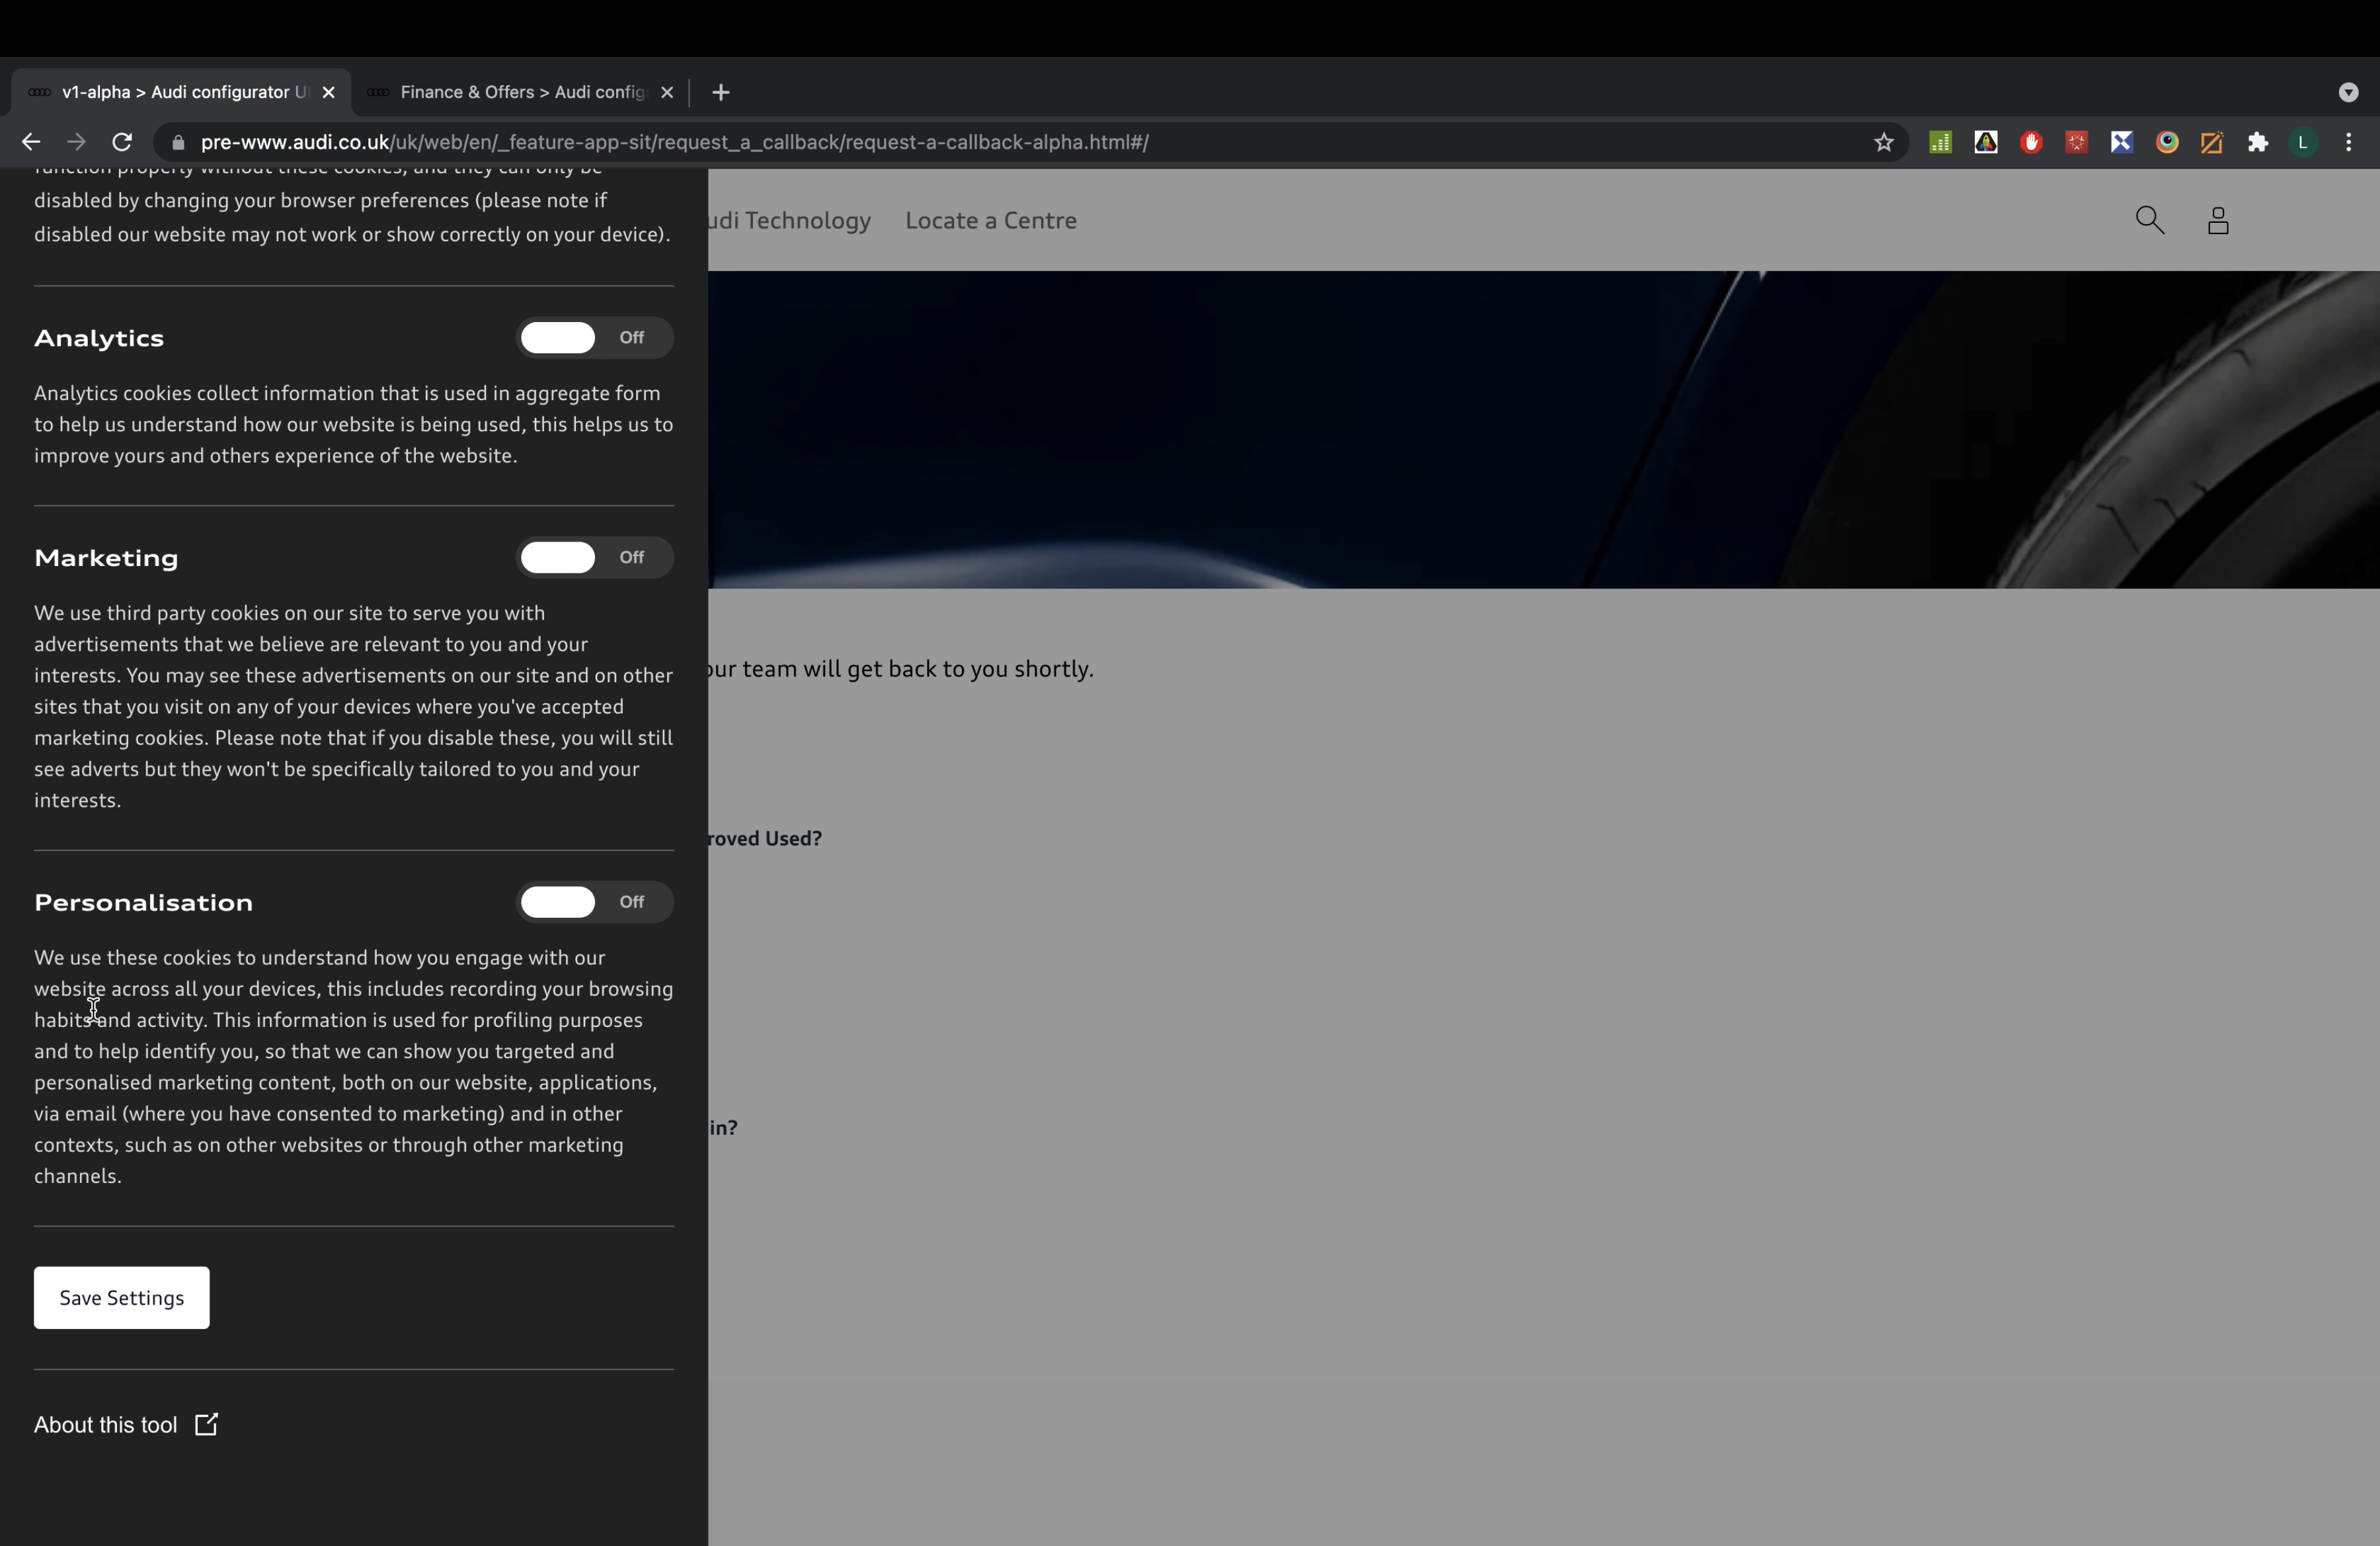 v1-alpha > Audi configurator U
Finance & Offers > Audi config
pre-www.audi.co.uk/uk/web/en/_feature-app-sit/request_a_callback/request-a-callback-alpha.html#/
L
function properly without these cookies, and they can only be
disabled by changing your browser preferences (please note if
disabled our website may not work or show correctly on your device).
udi Technology
Locate a Centre
Analytics
Off
Analytics cookies collect information that is used in aggregate form
to help us understand how our website is being used, this helps us to
improve yours and others experience of the website.
Marketing
Off
We use third party cookies on our site to serve you with
advertisements that we believe are relevant to you and your
interests. You may see these advertisements on our site and on other
sites that you visit on any of your devices where you've accepted
marketing cookies. Please note that if you disable these, you will still
see adverts but they won't be specifically tailored to you and your
interests.
our team will get back to you shortly.
roved Used?
Personalisation
Off
We use these cookies to understand how you engage with our
website across all your devices, this includes recording your browsing
habits and activity. This information is used for profiling purposes
and to help identify you, so that we can show you targeted and
personalised marketing content, both on our website, applications,
via email (where you have consented to marketing) and in other
contexts, such as on other websites or through other marketing
channels.
in?
Save Settings
About this tool